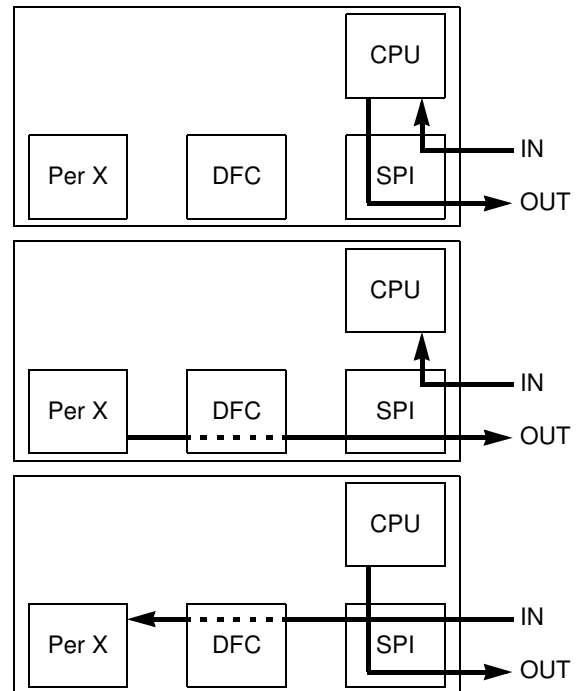 CPU
IN
Per X DFC SPI
OUT
CPU
IN
Per X DFC SPI
OUT
CPU
IN
Per X DFC SPI
OUT